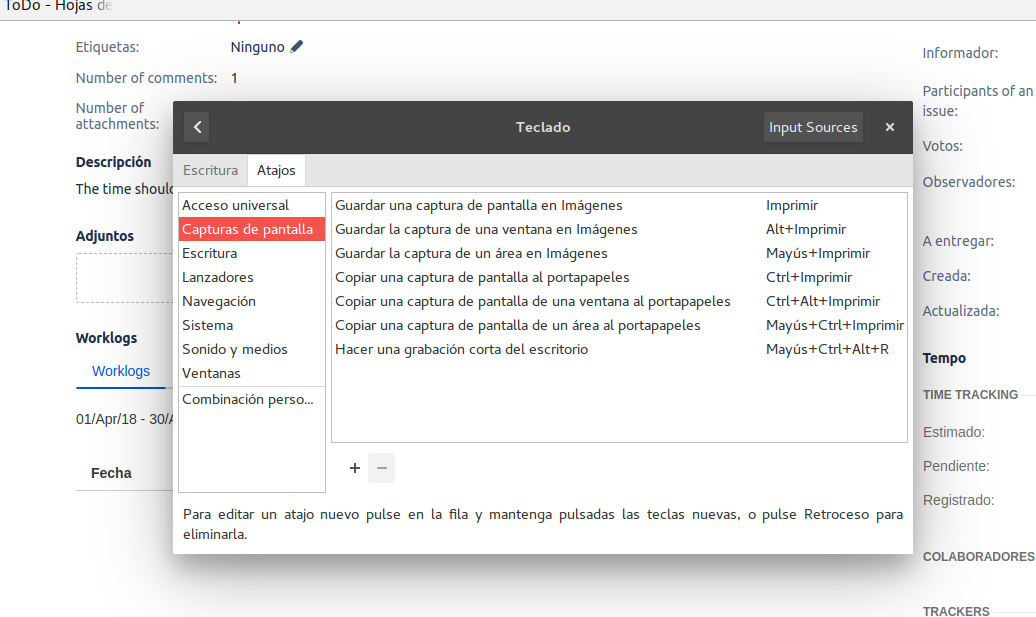 ToDo - Hojas de
Etiquetas: Ninguno
Number of comments: 1
Number of
attachments:
Descripción
The time should
Adjuntos
Worklogs
Worklogs
01/Apr/18 - 30/A
Fecha
Teclado
Input Sources
Escritura Atajos
Acceso universal
Capturas de pantalla
Escritura
Lanzadores
Navegación
Sistema
Sonido y medios
Ventanas
Combinación perso...
Guardar una captura de pantalla en Imágenes Imprimir
Guardar la captura de una ventana en Imágenes Alt+Imprimir
Guardar la captura de un área en Imágenes Mayús+Imprimir
Copiar una captura de pantalla al portapapeles Ctrl+Imprimir
Copiar una captura de pantalla de una ventana al portapapeles Ctrl+Alt+Imprimir
Copiar una captura de pantalla de un área al portapapeles Mayús+Ctrl+Imprimir
Hacer una grabación corta del escritorio Mayús+Ctrl+Alt+R
Para editar un atajo nuevo pulse en la fila y mantenga pulsadas las teclas nuevas, o pulse Retroceso para
eliminarla.
Informador:
Participants of an
issue:
Votos:
Observadores:
A entregar:
Creada:
Actualizada:
Tempo
TIME TRACKING
Estimado:
Pendiente:
Registrado:
COLABORADORES
TRACKERS